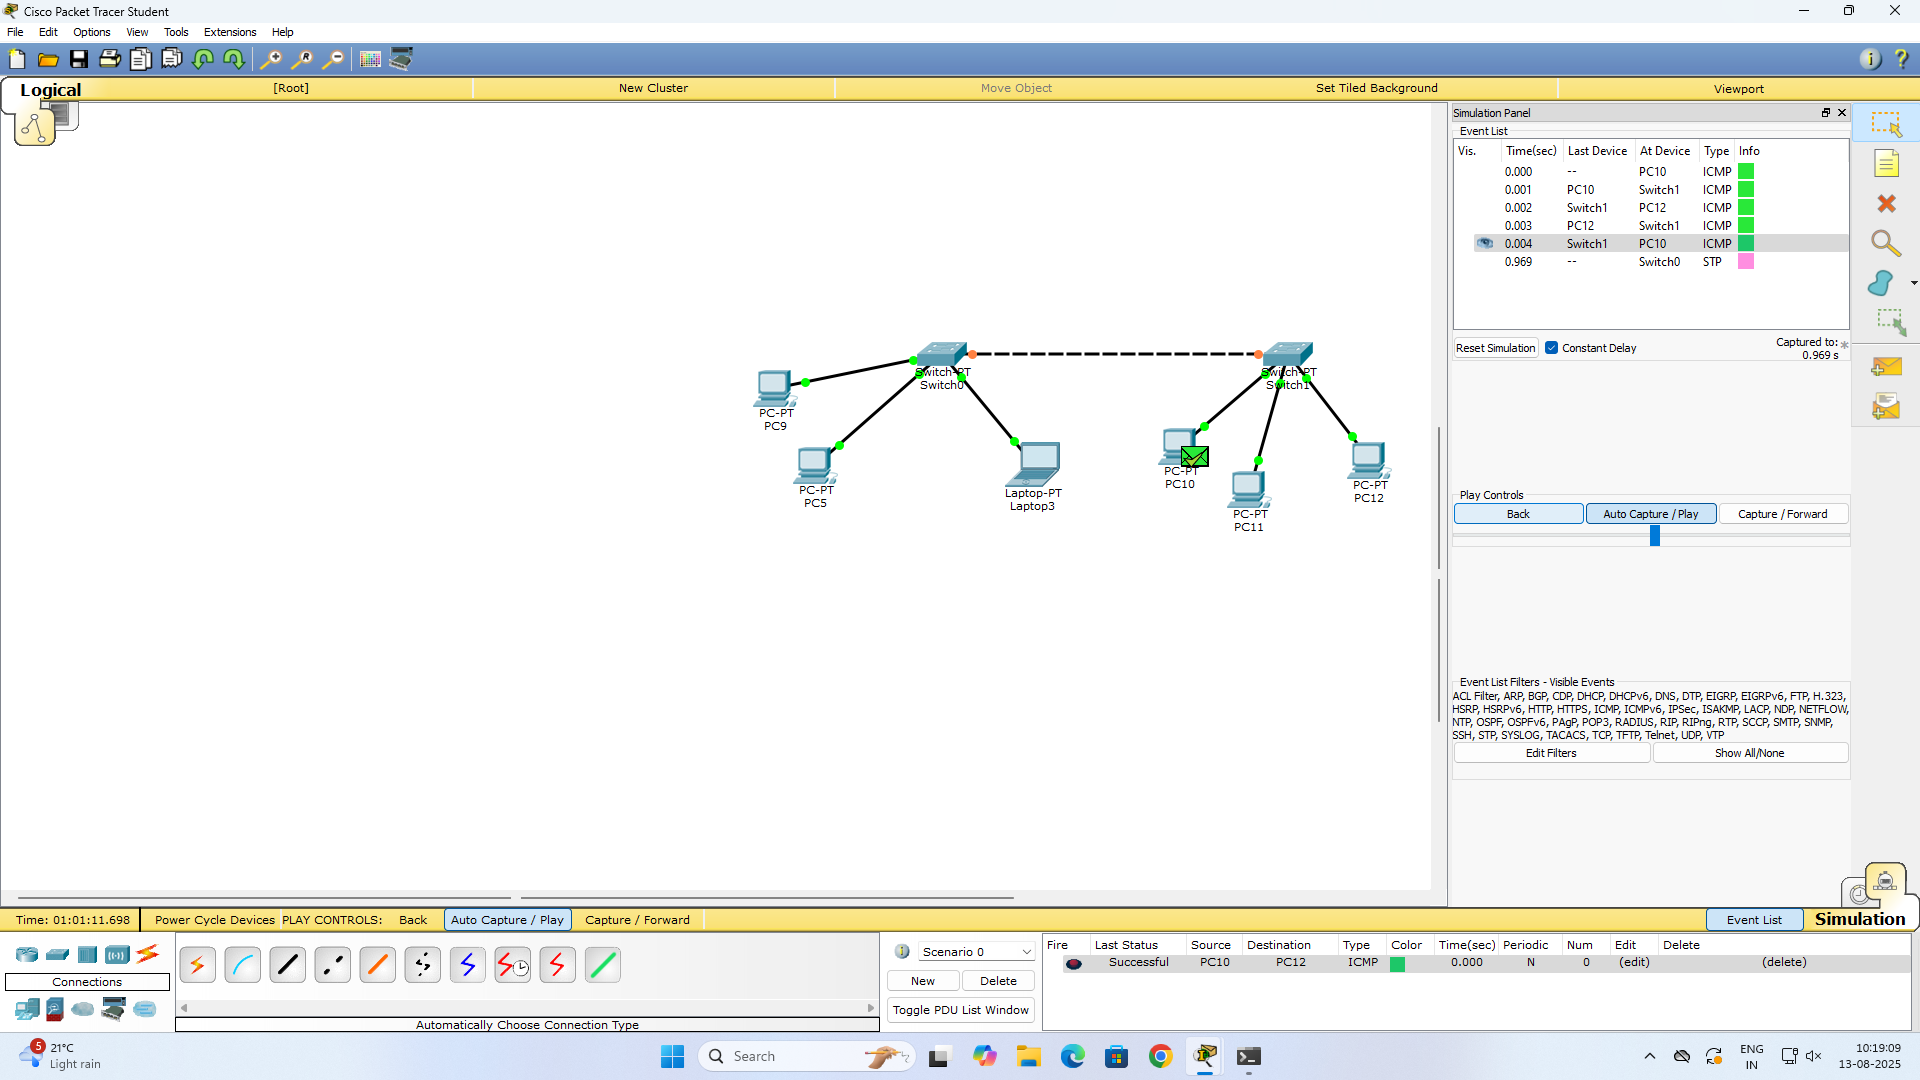 Cisco Packet Tracer Student
File Edit Options View Tools Extensions Help
Logical [Root] New Cluster Move Object Set Tiled Background Viewport
Simulation Panel
Event List
Vis. Time(sec) Last Device At Device Type Info
0.000 -- PC10 ICMP
0.001 PC10 Switch1 ICMP
0.002 Switch1 PC12 ICMP
0.003 PC12 Switch1 ICMP
0.004 Switch1 PC10 ICMP
0.969 -- Switch0 STP
Reset Simulation Constant Delay Captured to: *
0.969 s
Switch-PT
Switch0
Switch-PT
Switch1
PC-PT
PC9
PC-PT
PC5
Laptop-PT
Laptop3
PC-PT
PC10
PC-PT
PC11
PC-PT
PC12
Play Controls
Back Auto Capture / Play Capture / Forward
Event List Filters - Visible Events
ACL Filter, ARP, BGP, CDP, DHCP, DHCPv6, DNS, DTP, EIGRP, EIGRPv6, FTP, H.323,
HSRP, HSRPv6, HTTP, HTTPS, ICMP, ICMPv6, IPSec, ISAKMP, LACP, NDP, NETFLOW,
NTP, OSPF, OSPFv6, PAgP, POP3, RADIUS, RIP, RIPng, RTP, SCCP, SMTP, SNMP,
SSH, STP, SYSLOG, TACACS, TCP, TFTP, Telnet, UDP, VTP
Edit Filters Show All/None
Time: 01:01:11.698 Power Cycle Devices PLAY CONTROLS: Back Auto Capture / Play Capture / Forward Event List Simulation
Connections
Automatically Choose Connection Type
Scenario 0
New Delete
Toggle PDU List Window
Fire Last Status Source Destination Type Color Time(sec) Periodic Num Edit Delete
Successful PC10 PC12 ICMP 0.000 N 0 (edit) (delete)
5
21°C
Light rain
Search
ENG
IN
10:19:09
13-08-2025